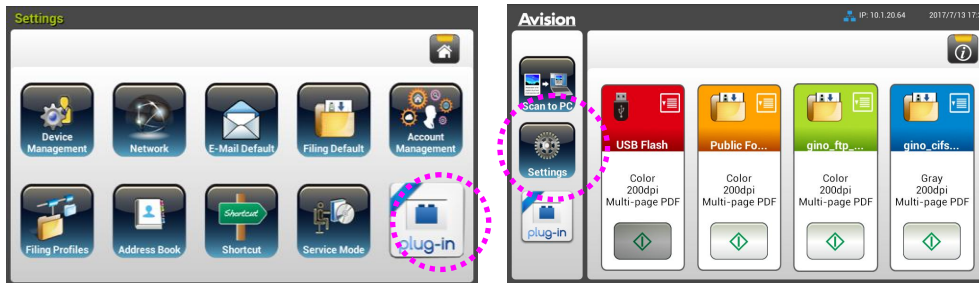 Settings
Device
Management
Network
E-Mail Default
Filing Default
Account
Management
Filing Profiles
Address Book
Shortcut
Shortcut
Service Mode
plug-in
Avision
IP: 10.1.20.64
2017/7/13 17:
Scan to PC
Settings
plug-in
USB Flash
Color
200dpi
Multi-page PDF
Public Fo...
Color
200dpi
Multi-page PDF
gino_ftp_...
Color
200dpi
Multi-page PDF
gino_cifs...
Gray
200dpi
Multi-page PDF